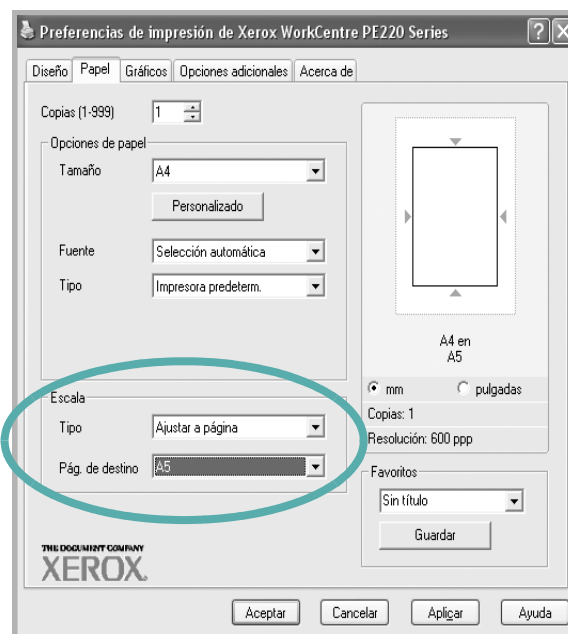 Preferencias de impresión de Xerox WorkCentre PE220 Series
Diseño Papel Gráficos Opciones adicionales Acerca de
Copias (1-999) 1
Opciones de papel
Tamaño A4
Personalizado
Fuente Selección automática
Tipo Impresora predeterm.
A4 en
A5
mm pulgadas
Copias: 1
Resolución: 600 ppp
Escala
Tipo Ajustar a página
Pág. de destino A5
Favoritos
Sin título
Guardar
THE DOCUMENT COMPANY
XEROX.
Aceptar Cancelar Aplicar Ayuda